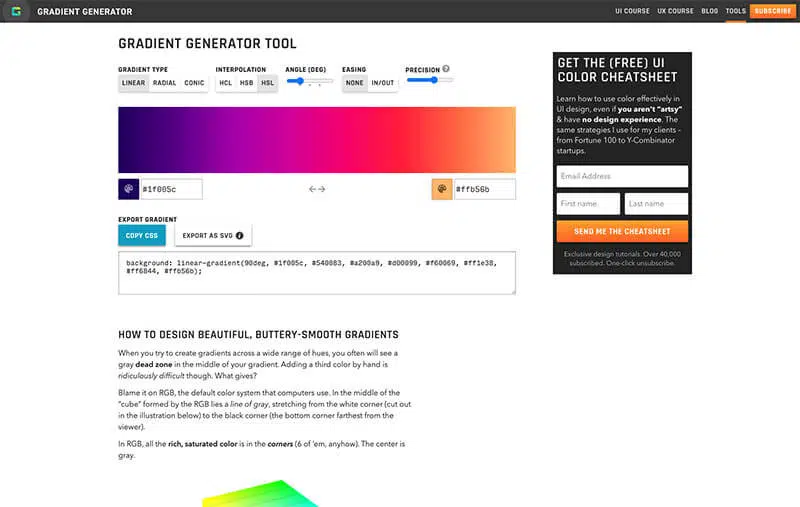 GRADIENT GENERATOR
UI COURSE UX COURSE BLOG TOOLS SUBSCRIBE
GRADIENT GENERATOR TOOL
GRADIENT TYPE INTERPOLATION ANGLE (DEG) EASING PRECISION ?
LINEAR RADIAL CONIC HCL HSB HSL NONE IN/OUT
#1f005c
#ffb56b
EXPORT GRADIENT
COPY CSS EXPORT AS SVG i
background: linear-gradient(90deg, #1f005c, #540083, #a200a9, #d00099, #f60069, #ff1e38,
#ff6844, #ffb56b);
GET THE (FREE) UI
COLOR CHEATSHEET
Learn how to use color effectively in
UI design, even if you aren't "artsy"
& have no design experience. The
same strategies I use for my clients –
from Fortune 100 to Y-Combinator
startups.
Email Address
First name Last name
SEND ME THE CHEATSHEET
Exclusive design tutorials. Over 40,000
subscribed. One-click unsubscribe.
HOW TO DESIGN BEAUTIFUL, BUTTERY-SMOOTH GRADIENTS
When you try to create gradients across a wide range of hues, you often will see a
gray dead zone in the middle of your gradient. Adding a third color by hand is
ridiculously difficult though. What gives?
Blame it on RGB, the default color system that computers use. In the middle of the
"cube" formed by the RGB lies a line of gray, stretching from the white corner (cut out
in the illustration below) to the black corner (the bottom corner farthest from the
viewer).
In RGB, all the rich, saturated color is in the corners (6 of 'em, anyhow). The center is
gray.